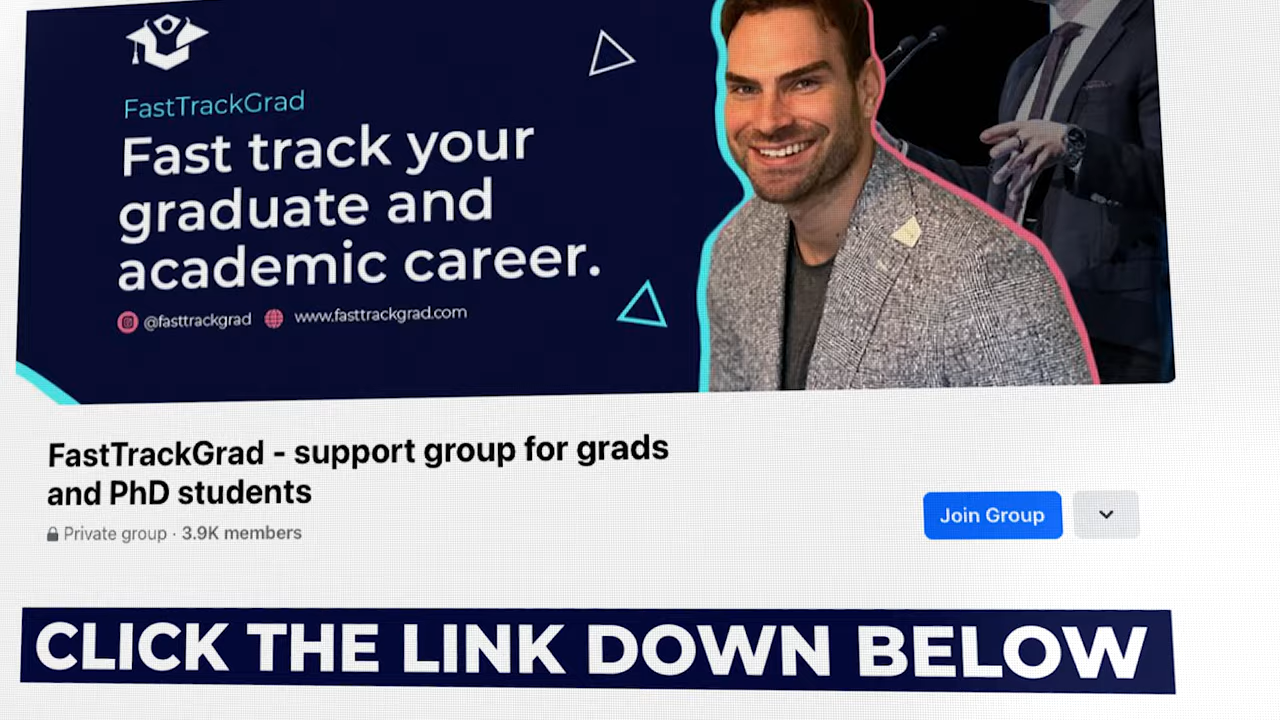 FastTrackGrad
Fast track your
graduate and
academic career.
@fasttrackgrad www.fasttrackgrad.com
FastTrackGrad - support group for grads
and PhD students
Private group · 3.9K members
Join Group
CLICK THE LINK DOWN BELOW